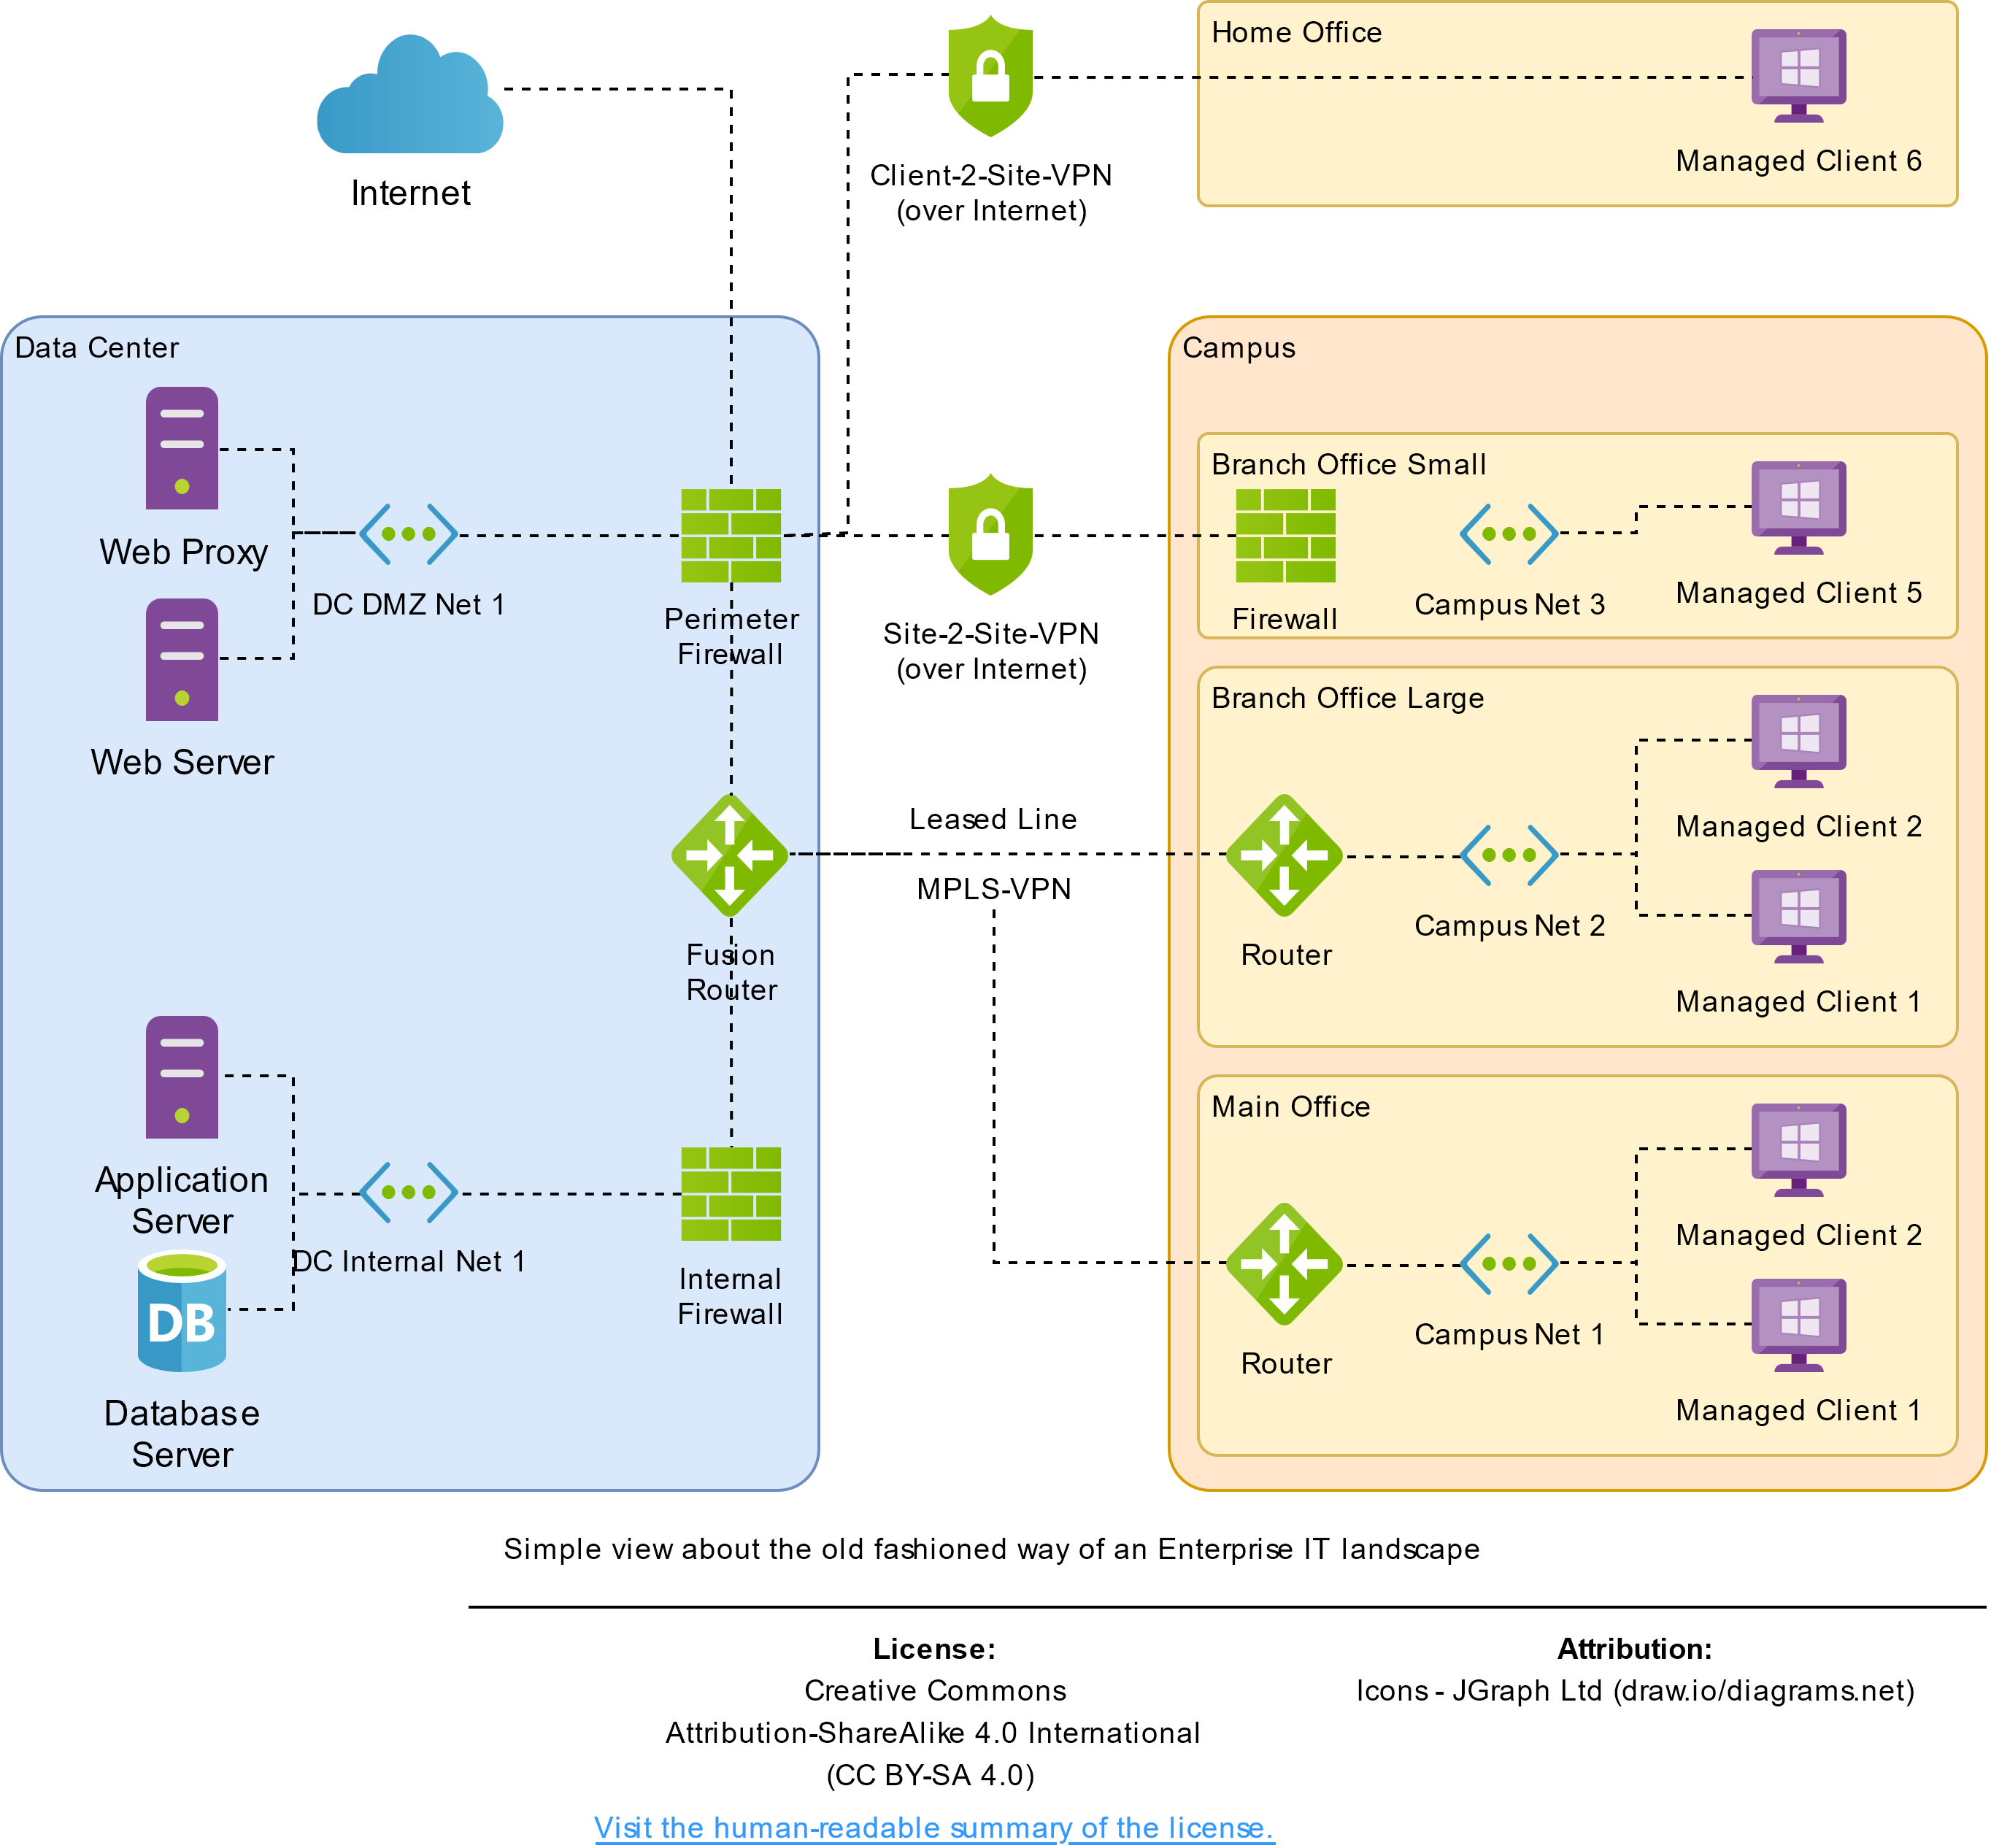 Internet
Client-2-Site-VPN
(over Internet)
Home Office
Managed Client 6
Data Center
Web Proxy
Web Server
DC DMZ Net 1
Perimeter
Firewall
Site-2-Site-VPN
(over Internet)
Fusion
Router
Leased Line
MPLS-VPN
Application
Server
DB
Database
Server
DC Internal Net 1
Internal
Firewall
Campus
Branch Office Small
Firewall
Campus Net 3
Managed Client 5
Branch Office Large
Router
Campus Net 2
Managed Client 2
Managed Client 1
Main Office
Router
Campus Net 1
Managed Client 2
Managed Client 1
Simple view about the old fashioned way of an Enterprise IT landscape
License:
Creative Commons
Attribution-ShareAlike 4.0 International
(CC BY-SA 4.0)
Visit the human-readable summary of the license.
Attribution:
Icons - JGraph Ltd (draw.io/diagrams.net)